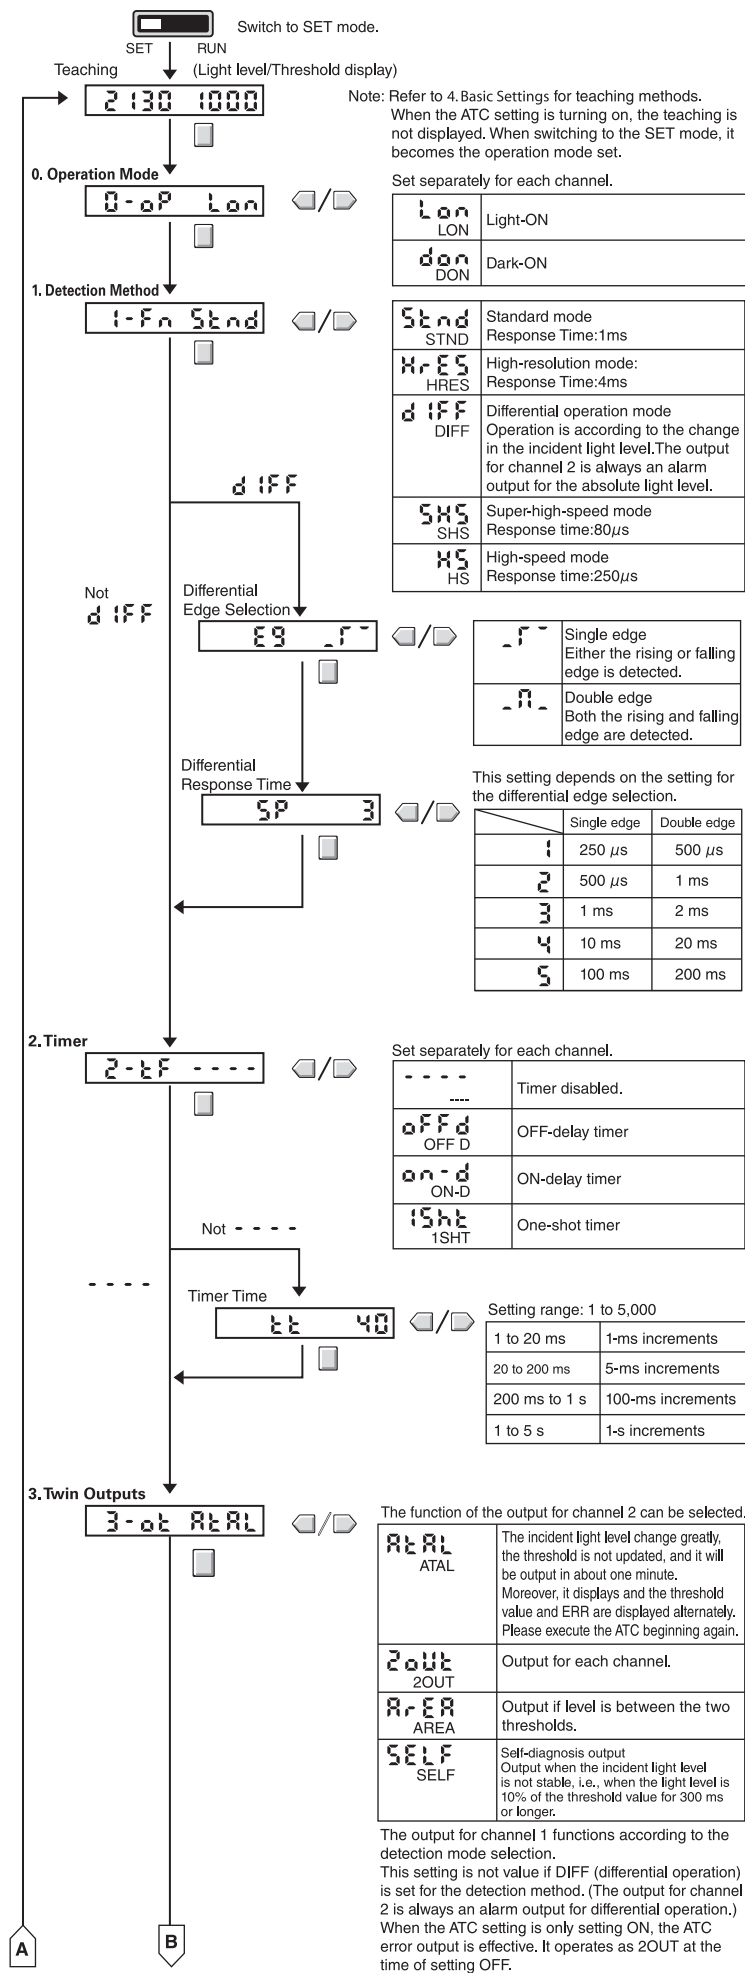 Switch to SET mode.
SET RUN
Teaching (Light level/Threshold display)
2130 1000
Note: Refer to 4.Basic Settings for teaching methods.
When the ATC setting is turning on, the teaching is
not displayed. When switching to the SET mode, it
becomes the operation mode set.
0. Operation Mode
0-oP Lon
Set separately for each channel.
Lon
LON
Light-ON
don
DON
Dark-ON
1. Detection Method
1-Fn Stnd
Stnd
STND
Standard mode
Response Time:1ms
HrES
HRES
High-resolution mode:
Response Time:4ms
d IFF
DIFF
Differential operation mode
Operation is according to the change
in the incident light level.The output
for channel 2 is always an alarm
output for the absolute light level.
SHS
SHS
Super-high-speed mode
Response time:80μs
HS
HS
High-speed mode
Response time:250μs
d IFF
Not
d IFF
Differential
Edge Selection
Eg
Single edge
Either the rising or falling
edge is detected.
Double edge
Both the rising and falling
edge are detected.
Differential
Response Time
SP 3
This setting depends on the setting for
the differential edge selection.
Single edge Double edge
1 250 μs 500 μs
2 500 μs 1 ms
3 1 ms 2 ms
4 10 ms 20 ms
5 100 ms 200 ms
2. Timer
2-tF ----
Set separately for each channel.
----
----
Timer disabled.
oFFd
OFF D
OFF-delay timer
on-d
ON-D
ON-delay timer
1Sht
1SHT
One-shot timer
Not ----
----
Timer Time
tt 40
Setting range: 1 to 5,000
1 to 20 ms 1-ms increments
20 to 200 ms 5-ms increments
200 ms to 1 s 100-ms increments
1 to 5 s 1-s increments
3. Twin Outputs
3-ot AtAL
The function of the output for channel 2 can be selected.
AtAL
ATAL
The incident light level change greatly,
the threshold is not updated, and it will
be output in about one minute.
Moreover, it displays and the threshold
value and ERR are displayed alternately.
Please execute the ATC beginning again.
2oUt
2OUT
Output for each channel.
ArEA
AREA
Output if level is between the two
thresholds.
SELF
SELF
Self-diagnosis output
Output when the incident light level
is not stable, i.e., when the light level is
10% of the threshold value for 300 ms
or longer.
The output for channel 1 functions according to the
detection mode selection.
This setting is not value if DIFF (differential operation)
is set for the detection method. (The output for channel
2 is always an alarm output for differential operation.)
When the ATC setting is only setting ON, the ATC
error output is effective. It operates as 2OUT at the
time of setting OFF.
A B